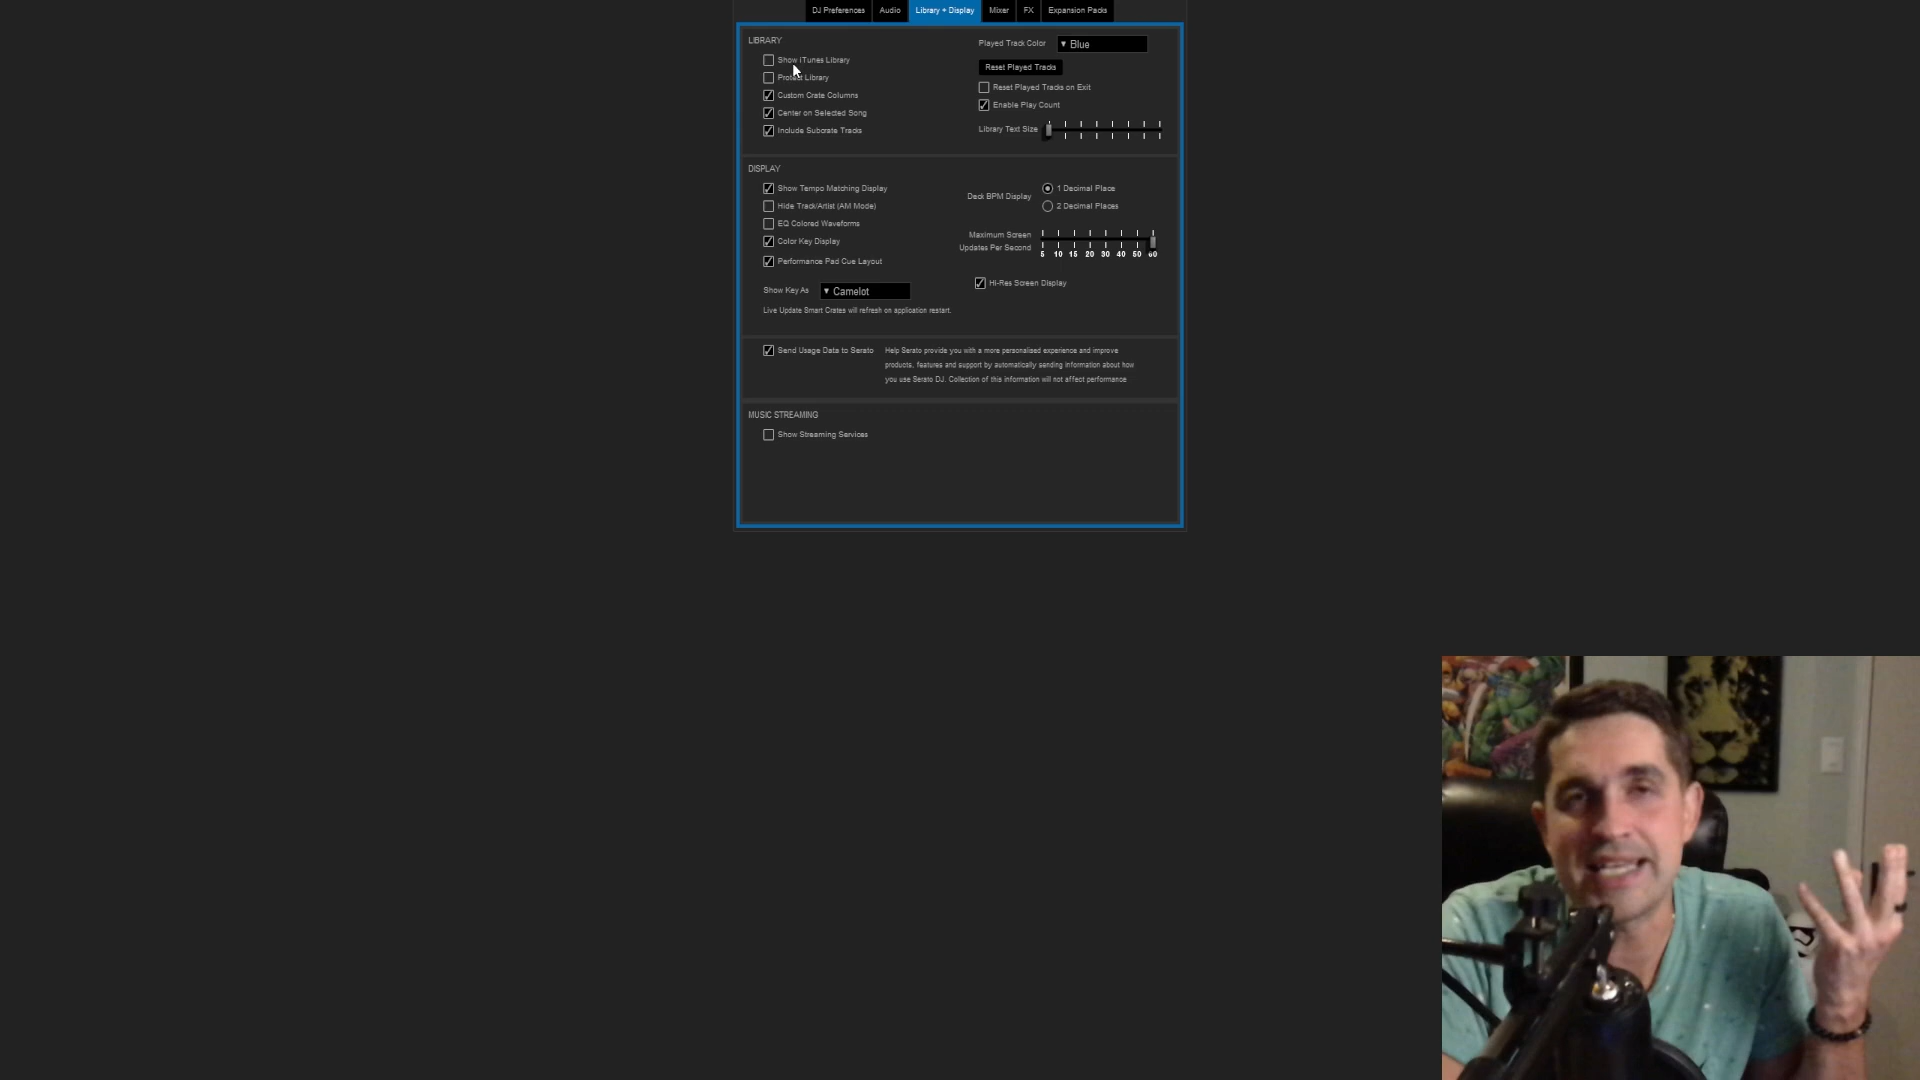 DJ Preferences
Audio
Library + Display
Mixer
FX
Expansion Packs
LIBRARY
Show iTunes Library
Protect Library
Custom Crate Columns
Center on Selected Song
Include Subcrate Tracks
Played Track Color
Blue
Reset Played Tracks
Reset Played Tracks on Exit
Enable Play Count
Library Text Size
DISPLAY
Show Tempo Matching Display
Hide Track/Artist (AM Mode)
EQ Colored Waveforms
Color Key Display
Performance Pad Cue Layout
Show Key As
Camelot
Live Update Smart Crates will refresh on application restart.
Deck BPM Display
1 Decimal Place
2 Decimal Places
Maximum Screen
Updates Per Second
5 10 15 20 30 40 50 60
Hi-Res Screen Display
Send Usage Data to Serato
Help Serato provide you with a more personalised experience and improve
products, features and support by automatically sending information about how
you use Serato DJ. Collection of this information will not affect performance
MUSIC STREAMING
Show Streaming Services